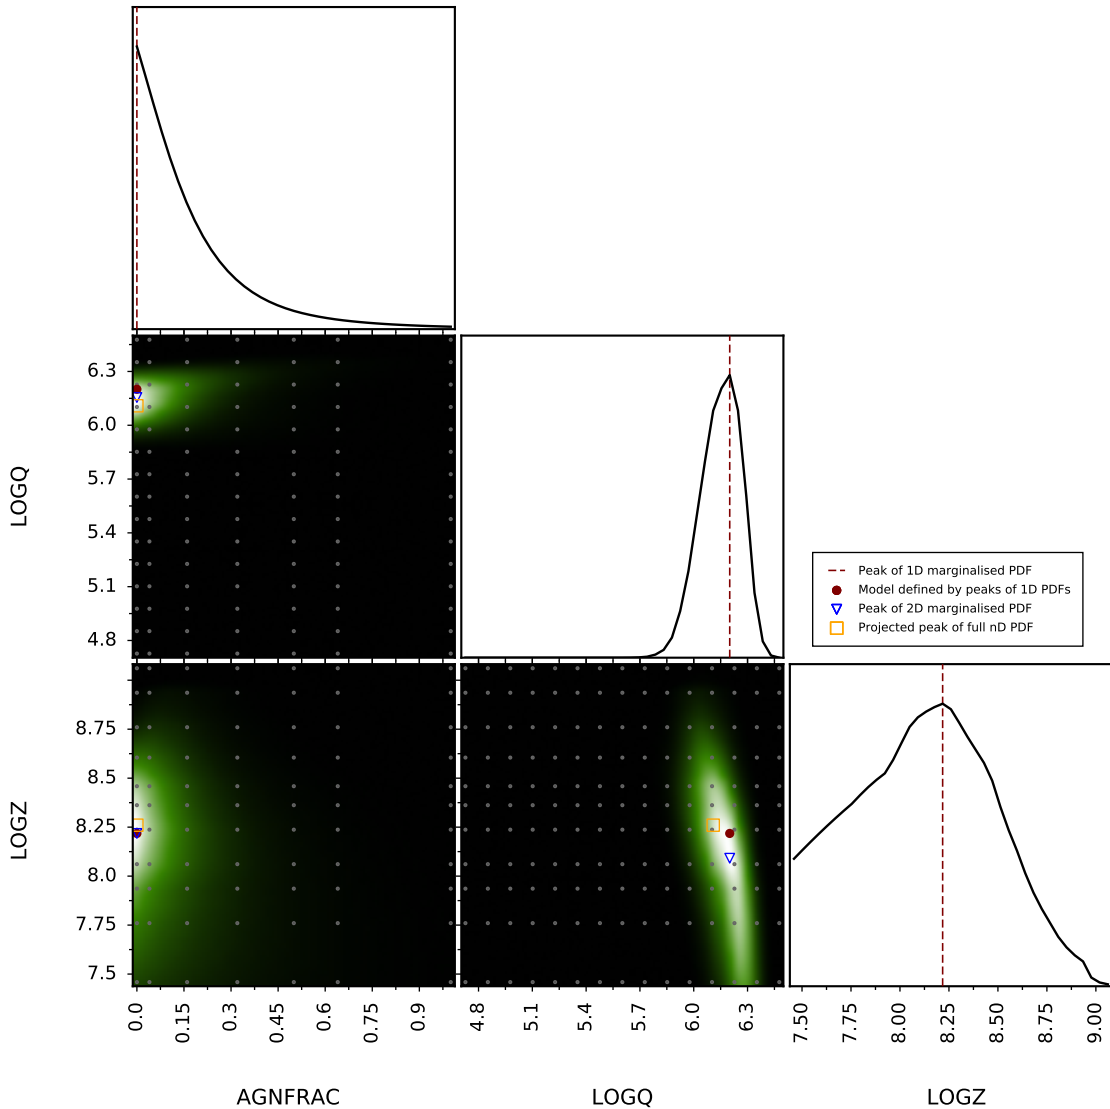 6.3
6.0
5.7
5.4
5.1
4.8
LOGQ
Peak of 1D marginalised PDF
Model defined by peaks of 1D PDFs
Peak of 2D marginalised PDF
Projected peak of full nD PDF
8.75
8.5
8.25
8.0
7.75
7.5
LOGZ
0.0 0.15 0.3 0.45 0.6 0.75 0.9
4.8 5.1 5.4 5.7 6.0 6.3
7.50 7.75 8.00 8.25 8.50 8.75 9.00
AGNFRAC LOGQ LOGZ